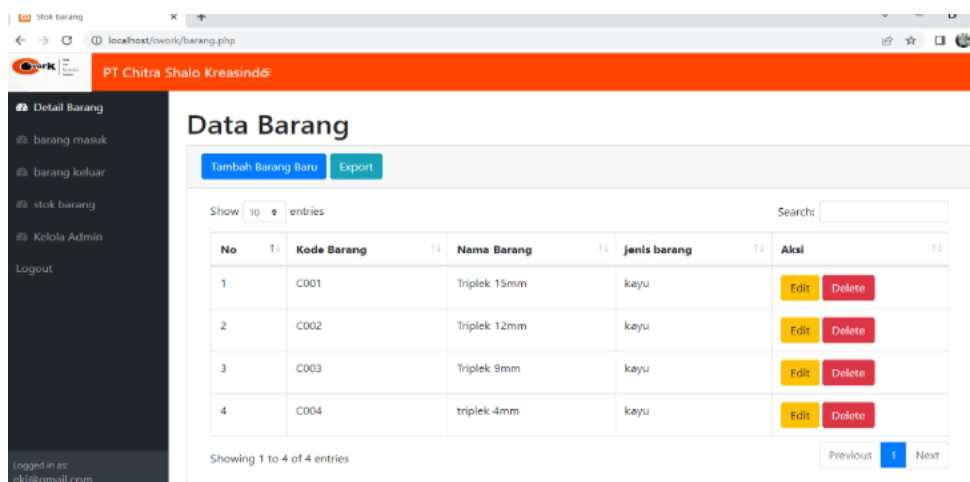 Stok barang
localhost/cwork/barang.php
Cwork
PT Chitra Shalo Kreasindo
Detail Barang
barang masuk
barang keluar
stok barang
Kelola Admin
Logout
Logged in as:
eki@gmail.com
Data Barang
Tambah Barang Baru Export
Show 10 entries Search:
No Kode Barang Nama Barang jenis barang Aksi
1 C001 Triplek 15mm kayu Edit Delete
2 C002 Triplek 12mm kayu Edit Delete
3 C003 Triplek 9mm kayu Edit Delete
4 C004 triplek 4mm kayu Edit Delete
Showing 1 to 4 of 4 entries Previous 1 Next